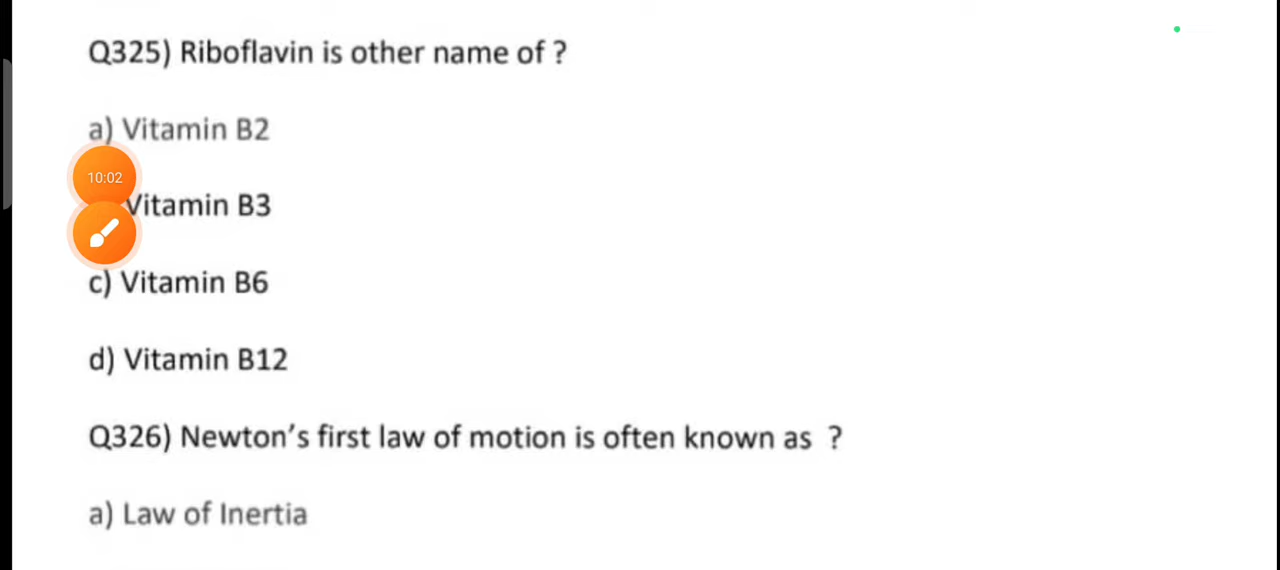 Q325) Riboflavin is other name of ?
a) Vitamin B2
10:02
Vitamin B3
c) Vitamin B6
d) Vitamin B12
Q326) Newton’s first law of motion is often known as ?
a) Law of Inertia